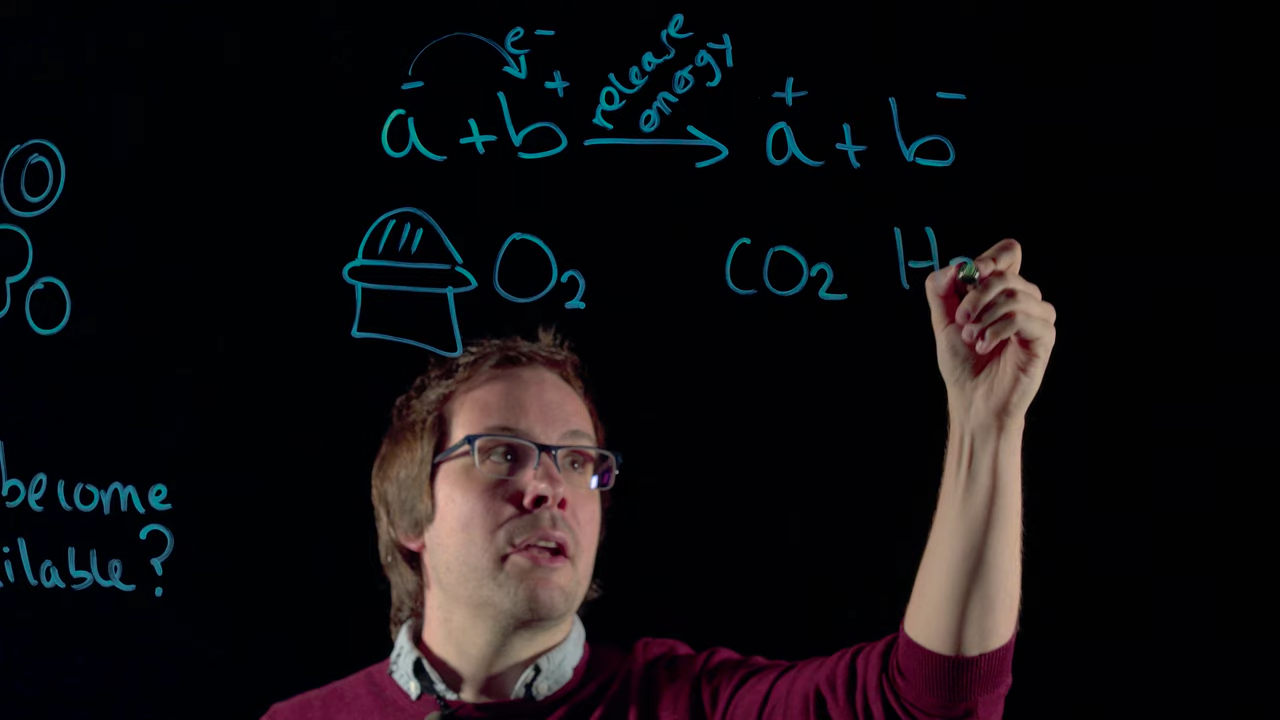 e⁻
release
energy
a⁻ + b⁺ → a⁺ + b⁻
O₂ CO₂ H
become
ilable?